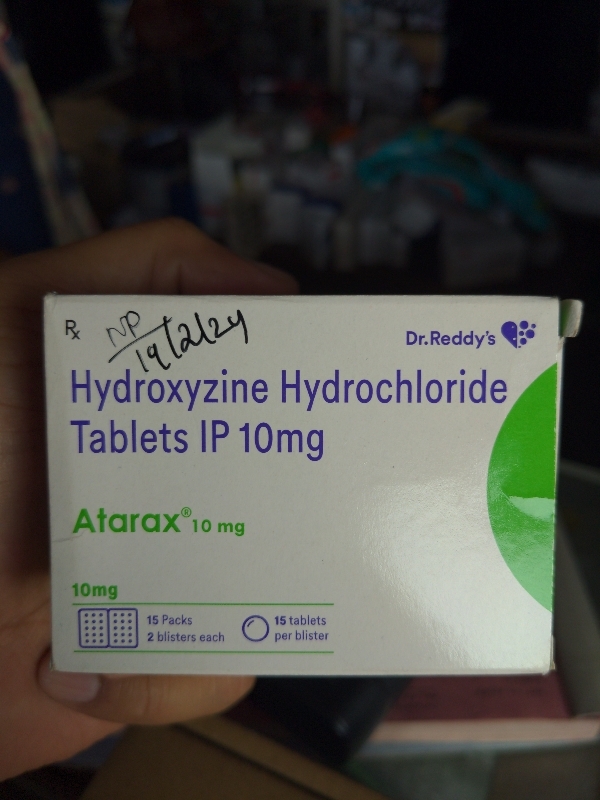 Rx
NP
19/2/24
Dr.Reddy's
Hydroxyzine Hydrochloride
Tablets IP 10mg
Atarax® 10 mg
10mg
15 Packs
2 blisters each
15 tablets
per blister